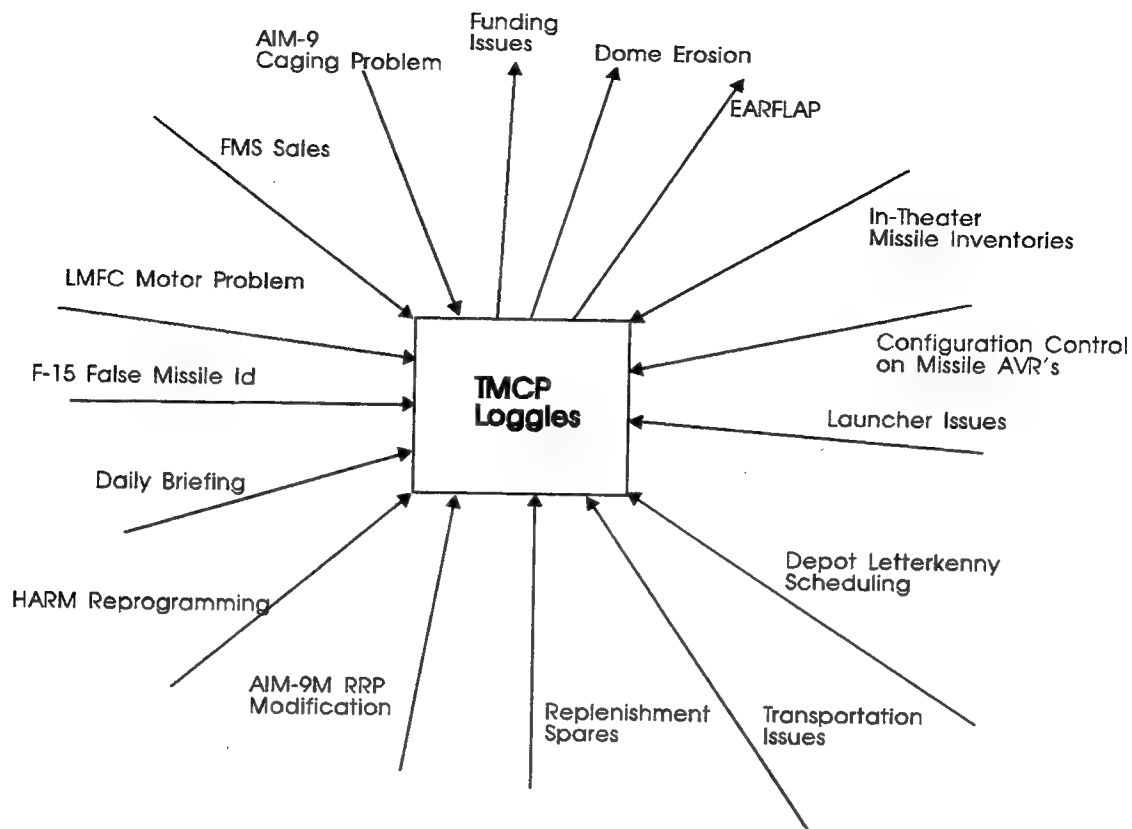 Funding
Issues
AIM-9
Caging Problem
Dome Erosion
EARFLAP
FMS Sales
In-Theater
Missile Inventories
LMFC Motor Problem
Configuration Control
on Missile AVR's
F-15 False Missile Id
TMCP
Loggles
Launcher Issues
Daily Briefing
Depot Letterkenny
Scheduling
HARM Reprogramming
AIM-9M RRP
Modification
Replenishment
Spares
Transportation
Issues